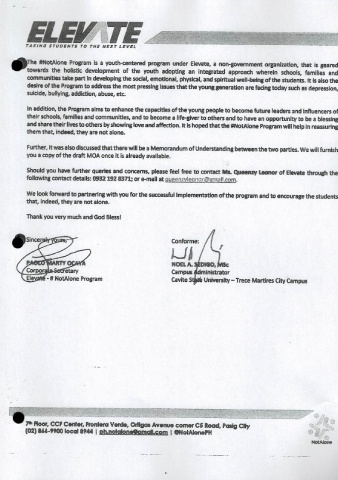 ELEVATE
TAKING STUDENTS TO THE NEXT LEVEL
The #NotAlone Program is a youth-centered program under Elevate, a non-government organization, that is geared
towards the holistic development of the youth adopting an integrated approach wherein schools, families and
communities take part in developing the social, emotional, physical, and spiritual well-being of the students. It is also the
desire of the Program to address the most pressing issues that the young generation are facing today such as depression,
suicide, bullying, addiction, abuse, etc.
In addition, the Program aims to enhance the capacities of the young people to become future leaders and influencers of
their schools, families and communities, and to become a life-giver to others and to have an opportunity to be a blessing
and share their lives to others by showing love and affection. It is hoped that the #NotAlone Program will help in reassuring
them that, indeed, they are not alone.
Further, it was also discussed that there will be a Memorandum of Understanding between the two parties. We will furnish
you a copy of the draft MOA once it is already available.
Should you have further queries and concerns, please feel free to contact Ms. Queenzy Leonor of Elevate through the
following contact details: 0932 192 8371; or e-mail at queenzyleonor@gmail.com.
We look forward to partnering with you for the successful implementation of the program and to encourage the students
that, indeed, they are not alone.
Thank you very much and God Bless!
Sincerely yours,
Conforme:
PAOLO MARTY OCAYA
NOEL A. SEDIGO, MSc
Corporate Secretary
Campus Administrator
Elevate - # NotAlone Program
Cavite State University – Trece Martires City Campus
7th Floor, CCF Center, Frontera Verde, Ortigas Avenue corner C5 Road, Pasig City
(02) 866-9900 local 8944 | ph.notalone@gmail.com | @NotAlonePH
NotAlone